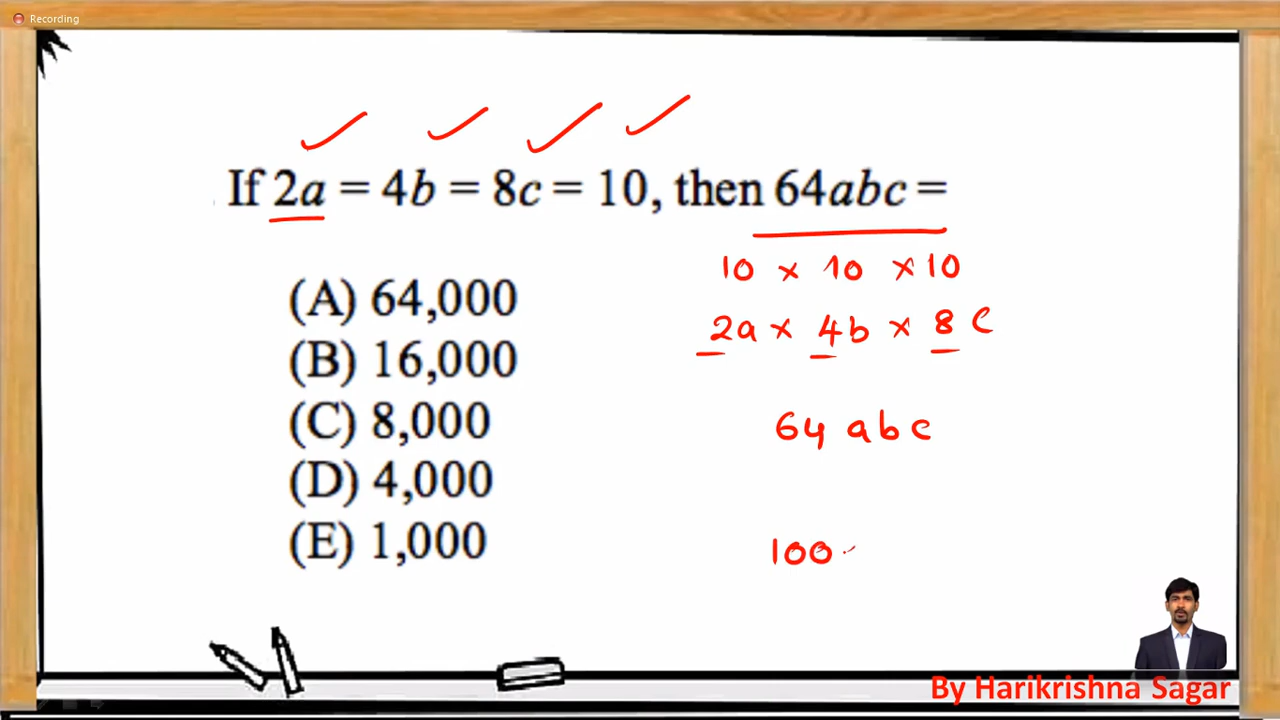 Recording
If 2a = 4b = 8c = 10, then 64abc =
(A) 64,000
(B) 16,000
(C) 8,000
(D) 4,000
(E) 1,000
10 × 10 × 10
2a × 4b × 8c
64 abc
100
By Harikrishna Sagar